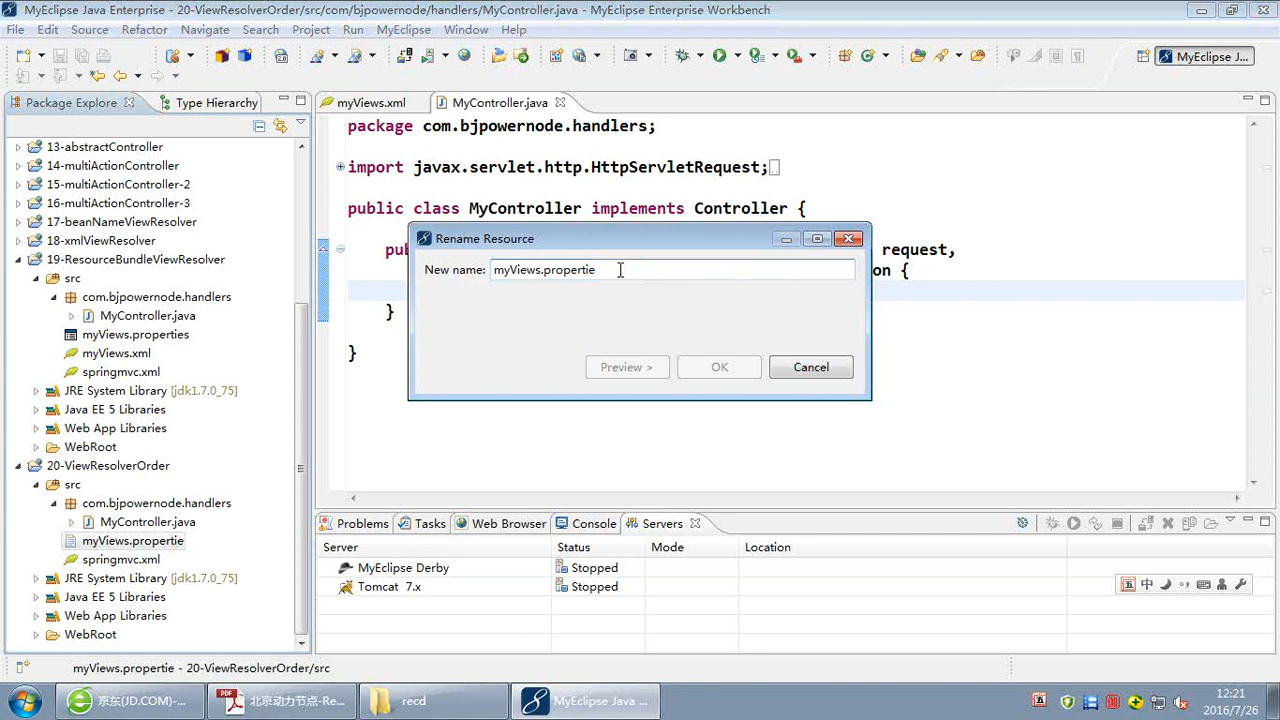 MyEclipse Java Enterprise - 20-ViewResolverOrder/src/com/bjpowernode/handlers/MyController.java - MyEclipse Enterprise Workbench
File Edit Source Refactor Navigate Search Project Run MyEclipse Window Help
MyEclipse J...
Package Explore
Type Hierarchy
13-abstractController
14-multiActionController
15-multiActionController-2
16-multiActionController-3
17-beanNameViewResolver
18-xmlViewResolver
19-ResourceBundleViewResolver
src
com.bjpowernode.handlers
MyController.java
myViews.properties
myViews.xml
springmvc.xml
JRE System Library [jdk1.7.0_75]
Java EE 5 Libraries
Web App Libraries
WebRoot
20-ViewResolverOrder
src
com.bjpowernode.handlers
MyController.java
myViews.propertie
springmvc.xml
JRE System Library [jdk1.7.0_75]
Java EE 5 Libraries
Web App Libraries
WebRoot
myViews.xml
MyController.java
package com.bjpowernode.handlers;
import javax.servlet.http.HttpServletRequest;
public class MyController implements Controller {
request,
{
}
}
Rename Resource
New name: myViews.propertie
Preview > OK Cancel
Problems Tasks Web Browser Console Servers
Server Status Mode Location
MyEclipse Derby Stopped
Tomcat 7.x Stopped
中
myViews.propertie - 20-ViewResolverOrder/src
京东(JD.COM)-...
北京动力节点-Re...
recd
MyEclipse Java ...
12:21
2016/7/26